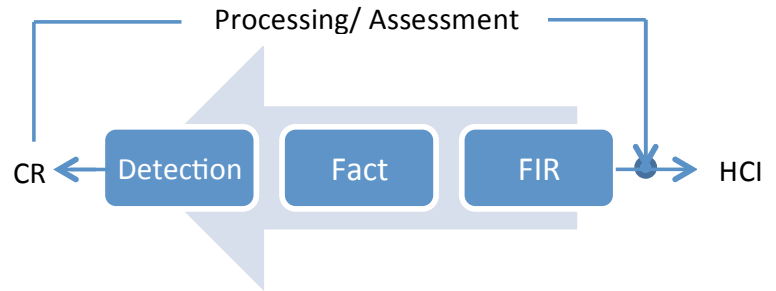 Processing/ Assessment
CR
Detection
Fact
FIR
HCI